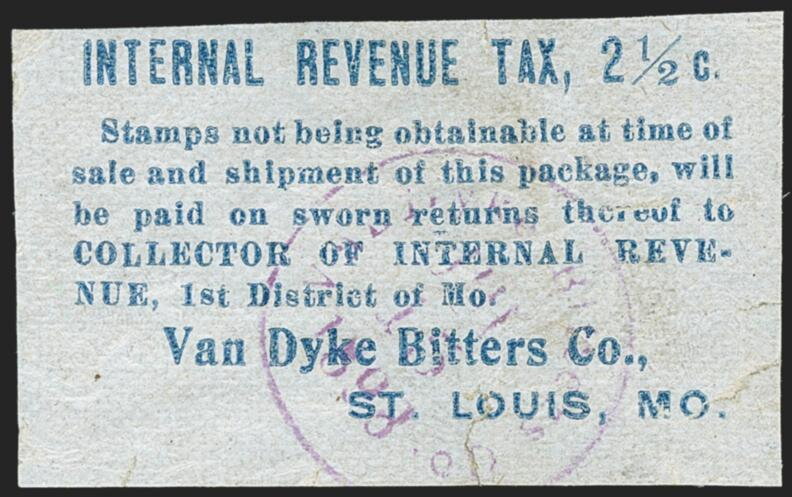 INTERNAL REVENUE TAX, 2½ c.
Stamps not being obtainable at time of
sale and shipment of this package, will
be paid on sworn returns thereof to
COLLECTOR OF INTERNAL REVE-
NUE, 1st District of Mo.
Van Dyke Bitters Co.,
ST. LOUIS, MO.